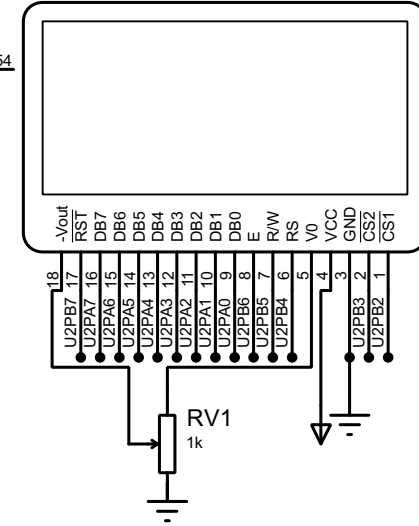 54
-Vout
RST
DB7
DB6
DB5
DB4
DB3
DB2
DB1
DB0
E
R/W
RS
V0
VCC
GND
CS2
CS1
18
17
16
15
14
13
12
11
10
9
8
7
6
5
4
3
2
1
U2PB7
U2PA7
U2PA6
U2PA5
U2PA4
U2PA3
U2PA2
U2PA1
U2PA0
U2PB6
U2PB5
U2PB4
U2PB3
U2PB2
RV1
1k